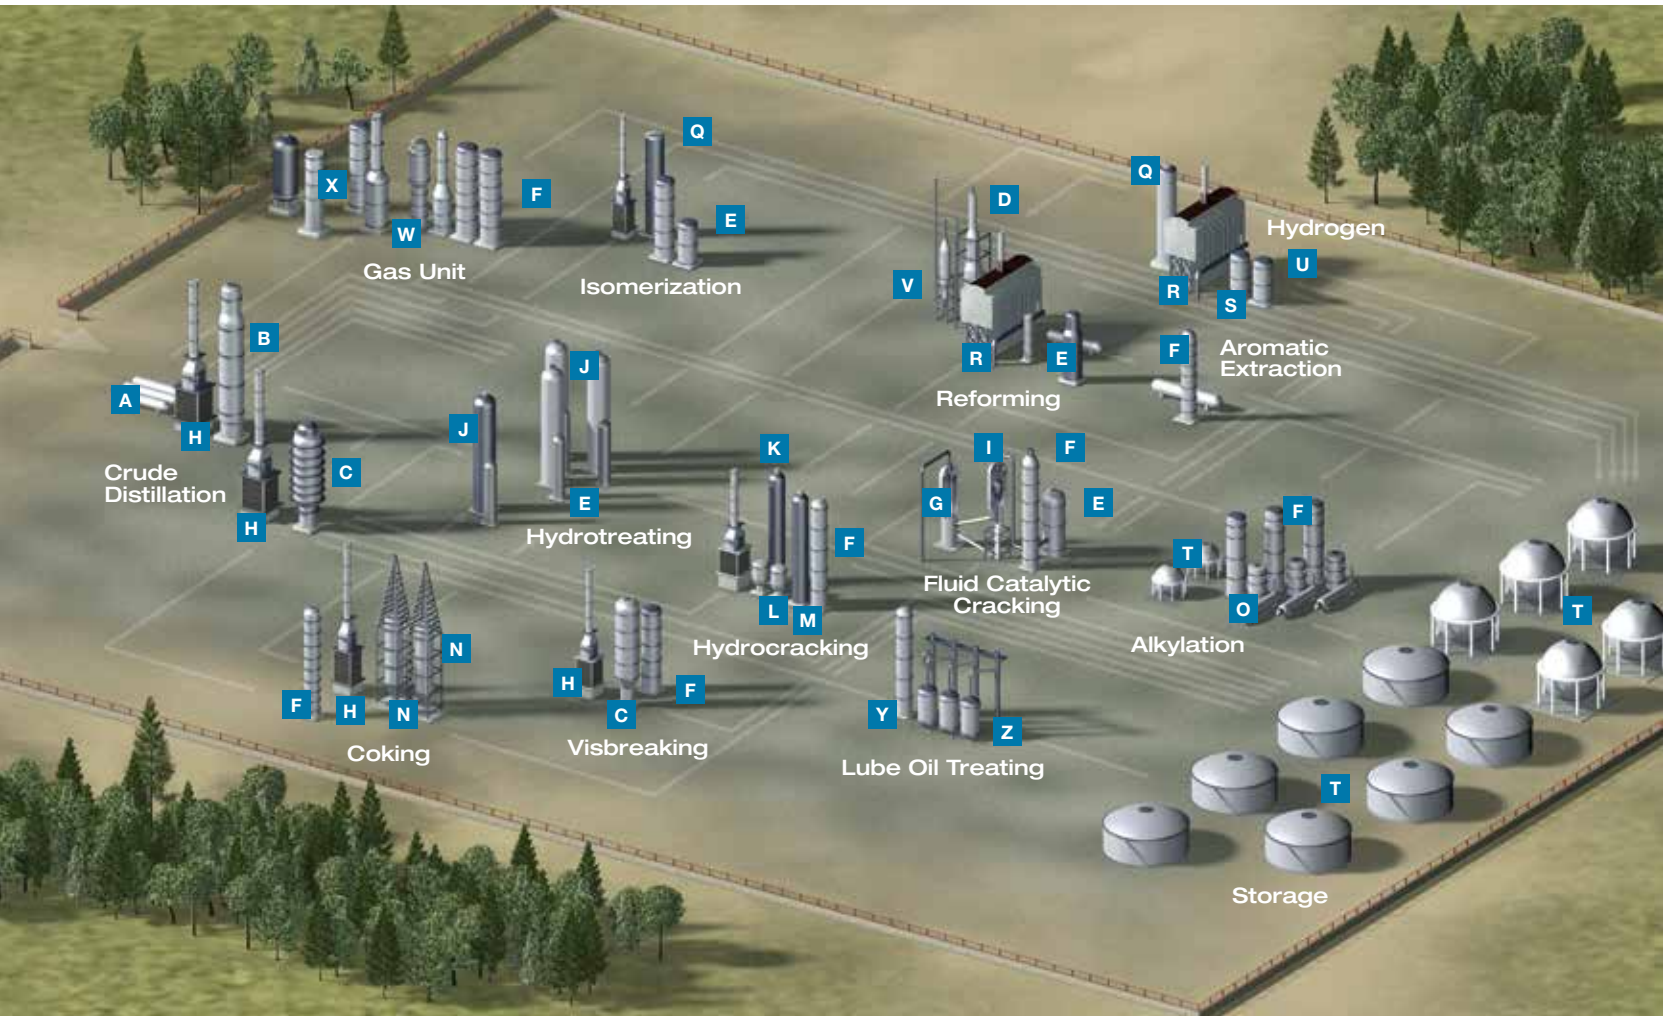 Q
X
F
W
E
Gas Unit
Isomerization
D
V
R
E
Reforming
Q
Hydrogen
U
R
S
F
Aromatic
Extraction
B
A
H
C
H
Crude
Distillation
J
J
E
Hydrotreating
K
F
L
M
Hydrocracking
I
F
G
E
Fluid Catalytic
Cracking
F
T
O
Alkylation
T
N
F
H
N
Coking
H
F
C
Visbreaking
Y
Z
Lube Oil Treating
T
Storage